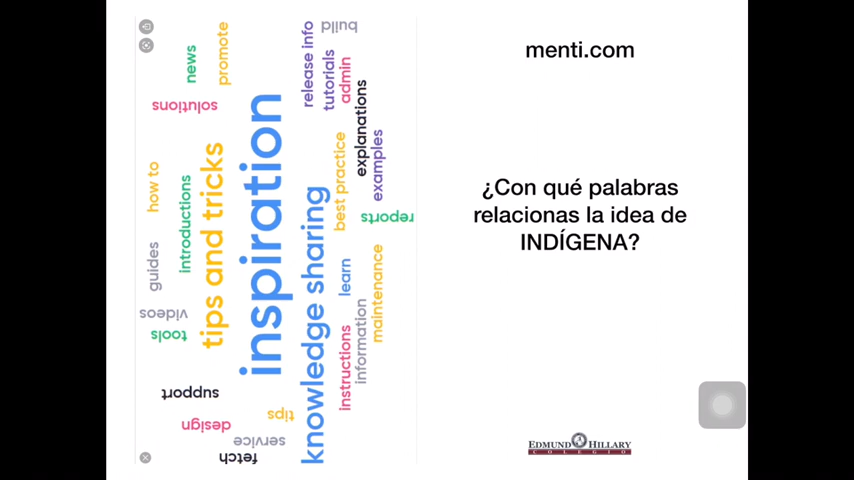 build
promote
news
release info
tutorials
admin
solutions
explanations
inspiration
examples
tips and tricks
best practice
how to
introductions
reports
knowledge sharing
guides
learn
maintenance
videos
tools
information
instructions
support
tips
design
service
fetch
menti.com
¿Con qué palabras
relacionas la idea de
INDÍGENA?
EDMUND HILLARY
COLEGIO